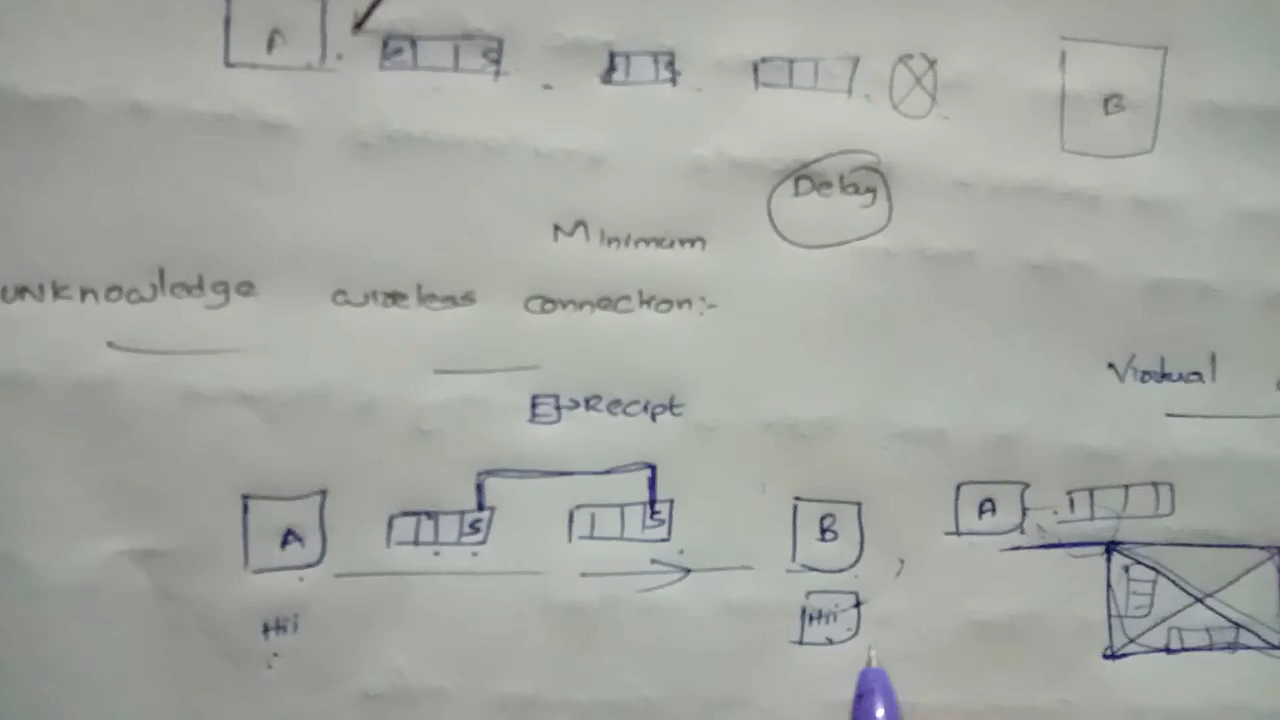 A
S
B
Delay
Minimum
unknowledge wireless connection:-
Virtual
→Recipt
A S S B A
Hi
Hi